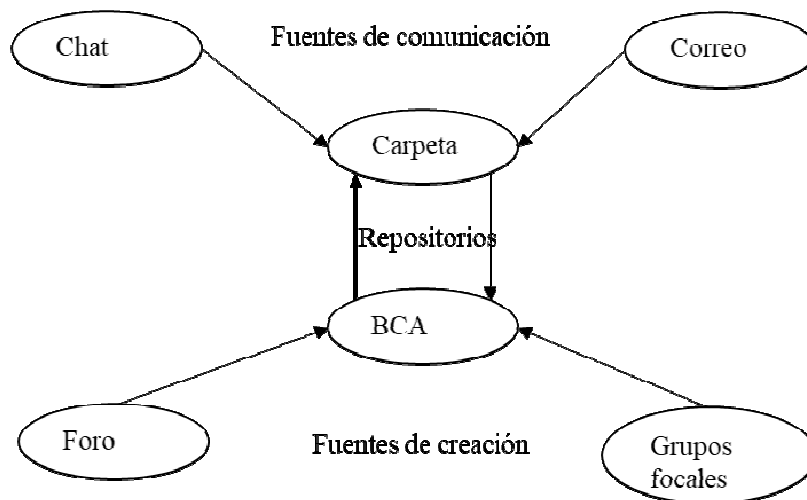 Chat
Fuentes de comunicación
Correo
Carpeta
Repositorios
BCA
Foro
Fuentes de creación
Grupos
focales